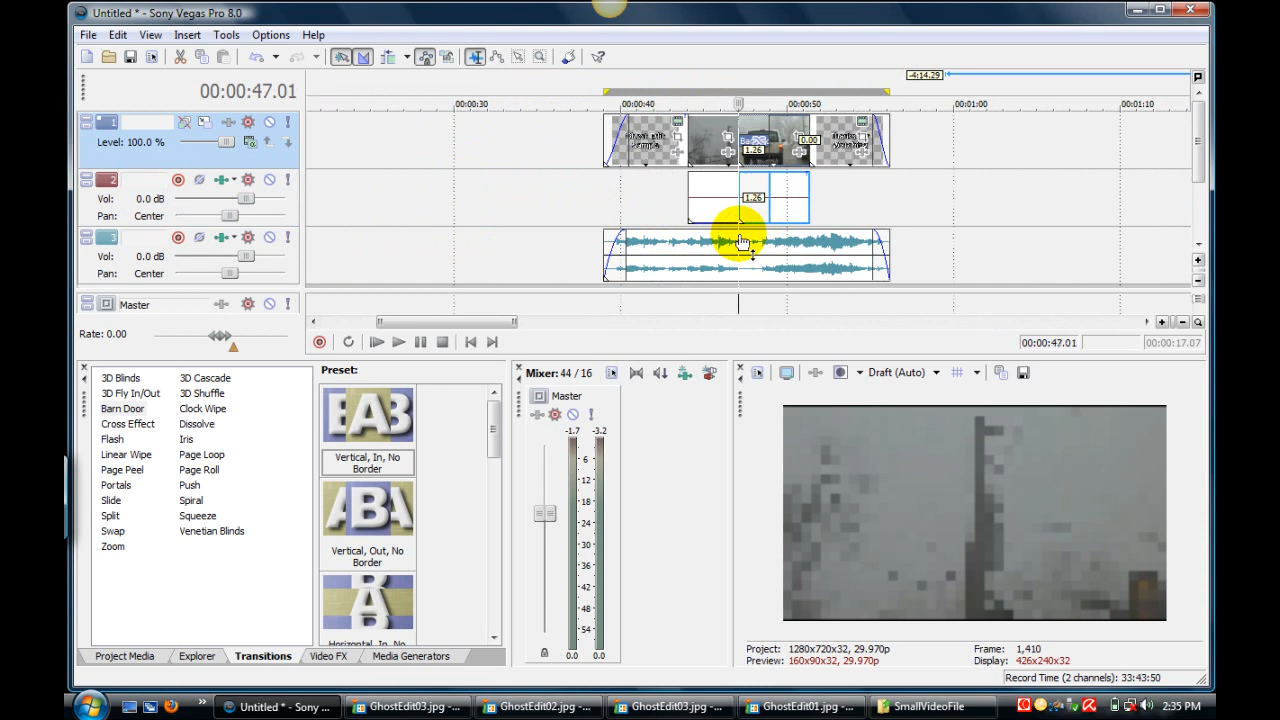 Untitled * - Sony Vegas Pro 8.0
File Edit View Insert Tools Options Help
-4:14.29
00:00:47.01
00:00:30 00:00:40 00:00:50 00:01:00 00:01:10
1
Level: 100.0 %
1.26 0.00
2
Vol: 0.0 dB
Pan: Center
1.26
3
Vol: 0.0 dB
Pan: Center
Master
Rate: 0.00
00:00:47.01 00:00:17.07
3D Blinds 3D Cascade
3D Fly In/Out 3D Shuffle
Barn Door Clock Wipe
Cross Effect Dissolve
Flash Iris
Linear Wipe Page Loop
Page Peel Page Roll
Portals Push
Slide Spiral
Split Squeeze
Swap Venetian Blinds
Zoom
Preset:
Vertical, In, No
Border
Vertical, Out, No
Border
Horizontal, In, No
Project Media Explorer Transitions Video FX Media Generators
Mixer: 44 / 16
Master
-1.7 -3.2
6
12
18
24
30
36
42
48
54
0.0 0.0
Draft (Auto)
Project: 1280x720x32, 29.970p
Preview: 160x90x32, 29.970p
Frame: 1,410
Display: 426x240x32
Record Time (2 channels): 33:43:50
Untitled * - Sony ... GhostEdit03.jpg -... GhostEdit02.jpg -... GhostEdit03.jpg -... GhostEdit01.jpg -... SmallVideoFile
2:35 PM